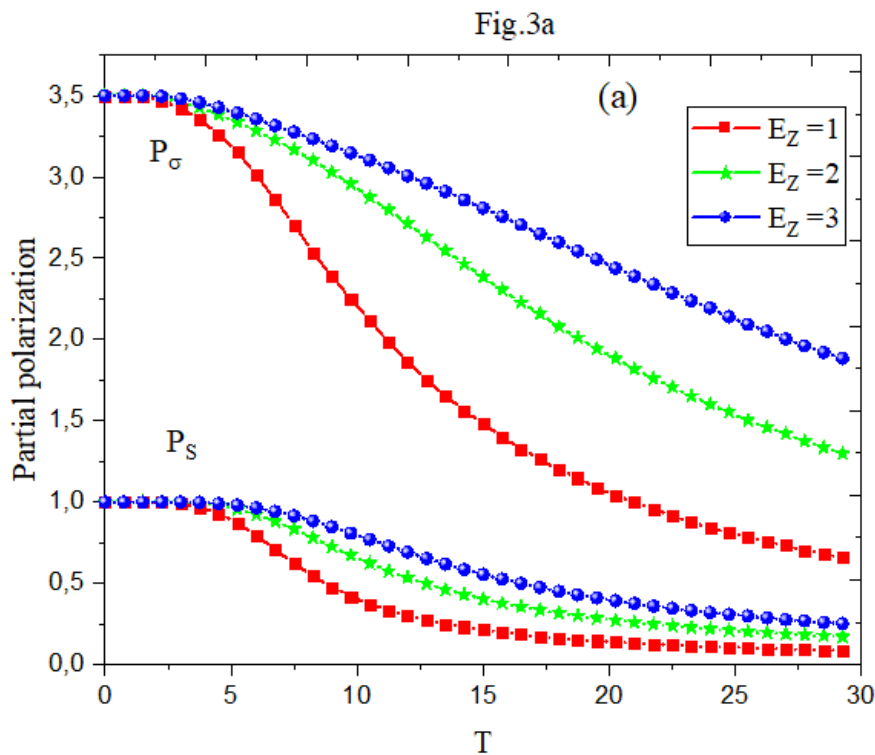 Fig.3a
(a)
E_Z =1
E_Z =2
E_Z =3
P_σ
P_S
Partial polarization
3,5
3,0
2,5
2,0
1,5
1,0
0,5
0,0
0 5 10 15 20 25 30
T